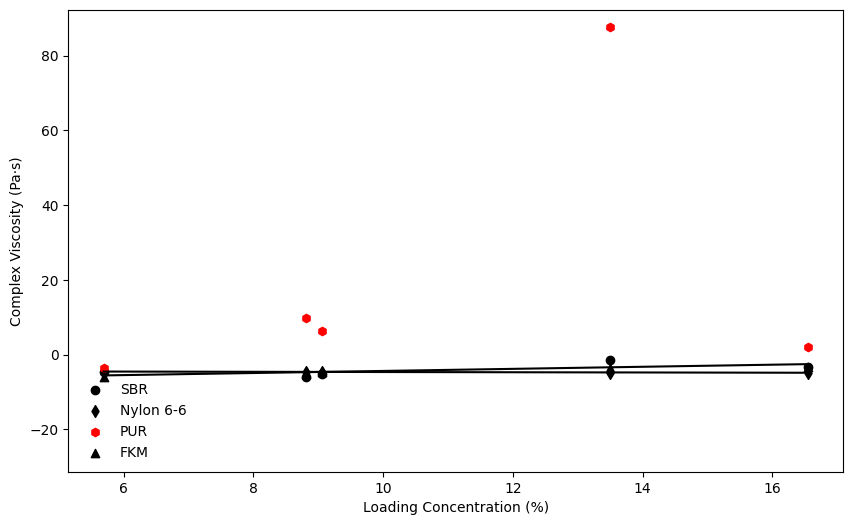 80
60
40
20
0
−20
Complex Viscosity (Pa·s)
SBR
Nylon 6-6
PUR
FKM
6 8 10 12 14 16
Loading Concentration (%)